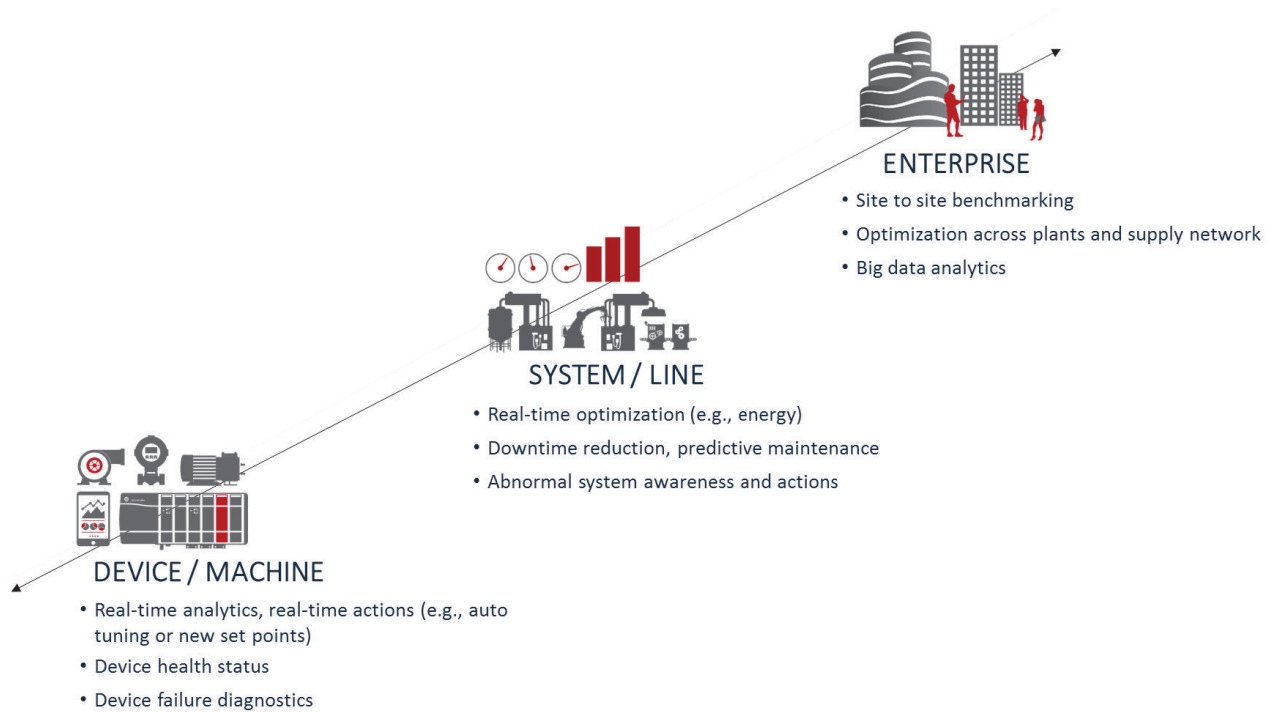 ENTERPRISE
• Site to site benchmarking
• Optimization across plants and supply network
• Big data analytics
SYSTEM / LINE
• Real-time optimization (e.g., energy)
• Downtime reduction, predictive maintenance
• Abnormal system awareness and actions
DEVICE / MACHINE
• Real-time analytics, real-time actions (e.g., auto
tuning or new set points)
• Device health status
• Device failure diagnostics